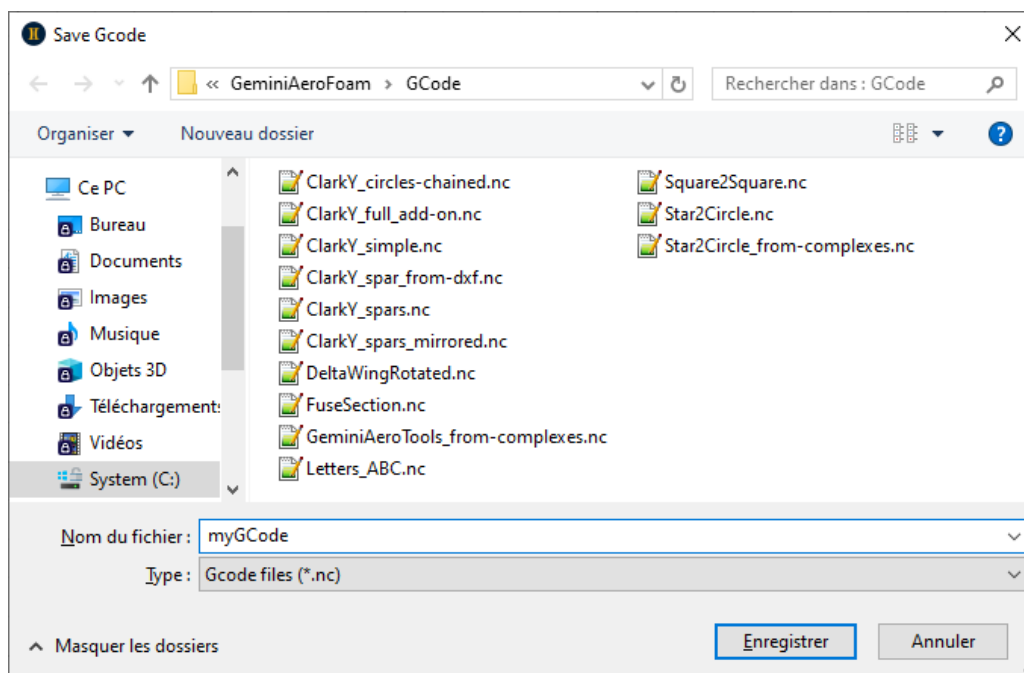 Save Gcode
« GeminiAeroFoam › GCode
Rechercher dans : GCode
Organiser
Nouveau dossier
?
Ce PC
Bureau
Documents
Images
Musique
Objets 3D
Téléchargements
Vidéos
System (C:)
ClarkY_circles-chained.nc
ClarkY_full_add-on.nc
ClarkY_simple.nc
ClarkY_spar_from-dxf.nc
ClarkY_spars.nc
ClarkY_spars_mirrored.nc
DeltaWingRotated.nc
FuseSection.nc
GeminiAeroTools_from-complexes.nc
Letters_ABC.nc
Square2Square.nc
Star2Circle.nc
Star2Circle_from-complexes.nc
Nom du fichier : myGCode
Type : Gcode files (*.nc)
Masquer les dossiers
Enregistrer
Annuler